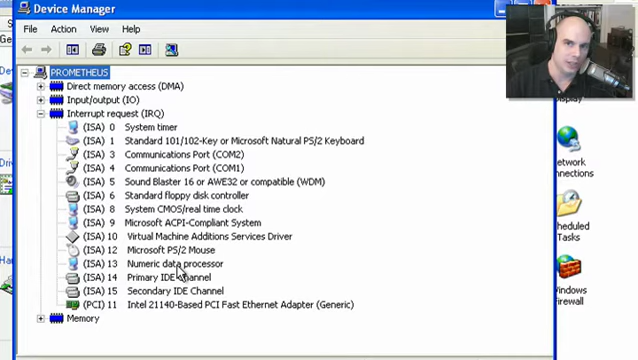 Device Manager
File Action View Help
PROMETHEUS
Direct memory access (DMA)
Input/output (IO)
Interrupt request (IRQ)
(ISA) 0 System timer
(ISA) 1 Standard 101/102-Key or Microsoft Natural PS/2 Keyboard
(ISA) 3 Communications Port (COM2)
(ISA) 4 Communications Port (COM1)
(ISA) 5 Sound Blaster 16 or AWE32 or compatible (WDM)
(ISA) 6 Standard floppy disk controller
(ISA) 8 System CMOS/real time clock
(ISA) 9 Microsoft ACPI-Compliant System
(ISA) 10 Virtual Machine Additions Services Driver
(ISA) 12 Microsoft PS/2 Mouse
(ISA) 13 Numeric data processor
(ISA) 14 Primary IDE Channel
(ISA) 15 Secondary IDE Channel
(PCI) 11 Intel 21140-Based PCI Fast Ethernet Adapter (Generic)
Memory
Display
Network
Connections
Scheduled
Tasks
Windows
Firewall